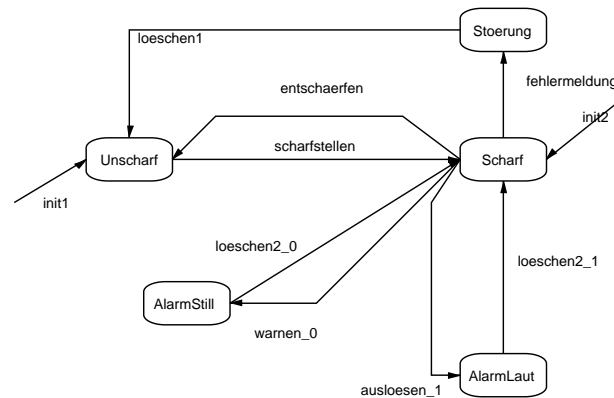 Stoerung
loeschen1
fehlermeldung
entschaerfen
init2
scharfstellen
Unscharf
Scharf
init1
loeschen2_0
loeschen2_1
AlarmStill
warnen_0
AlarmLaut
ausloesen_1